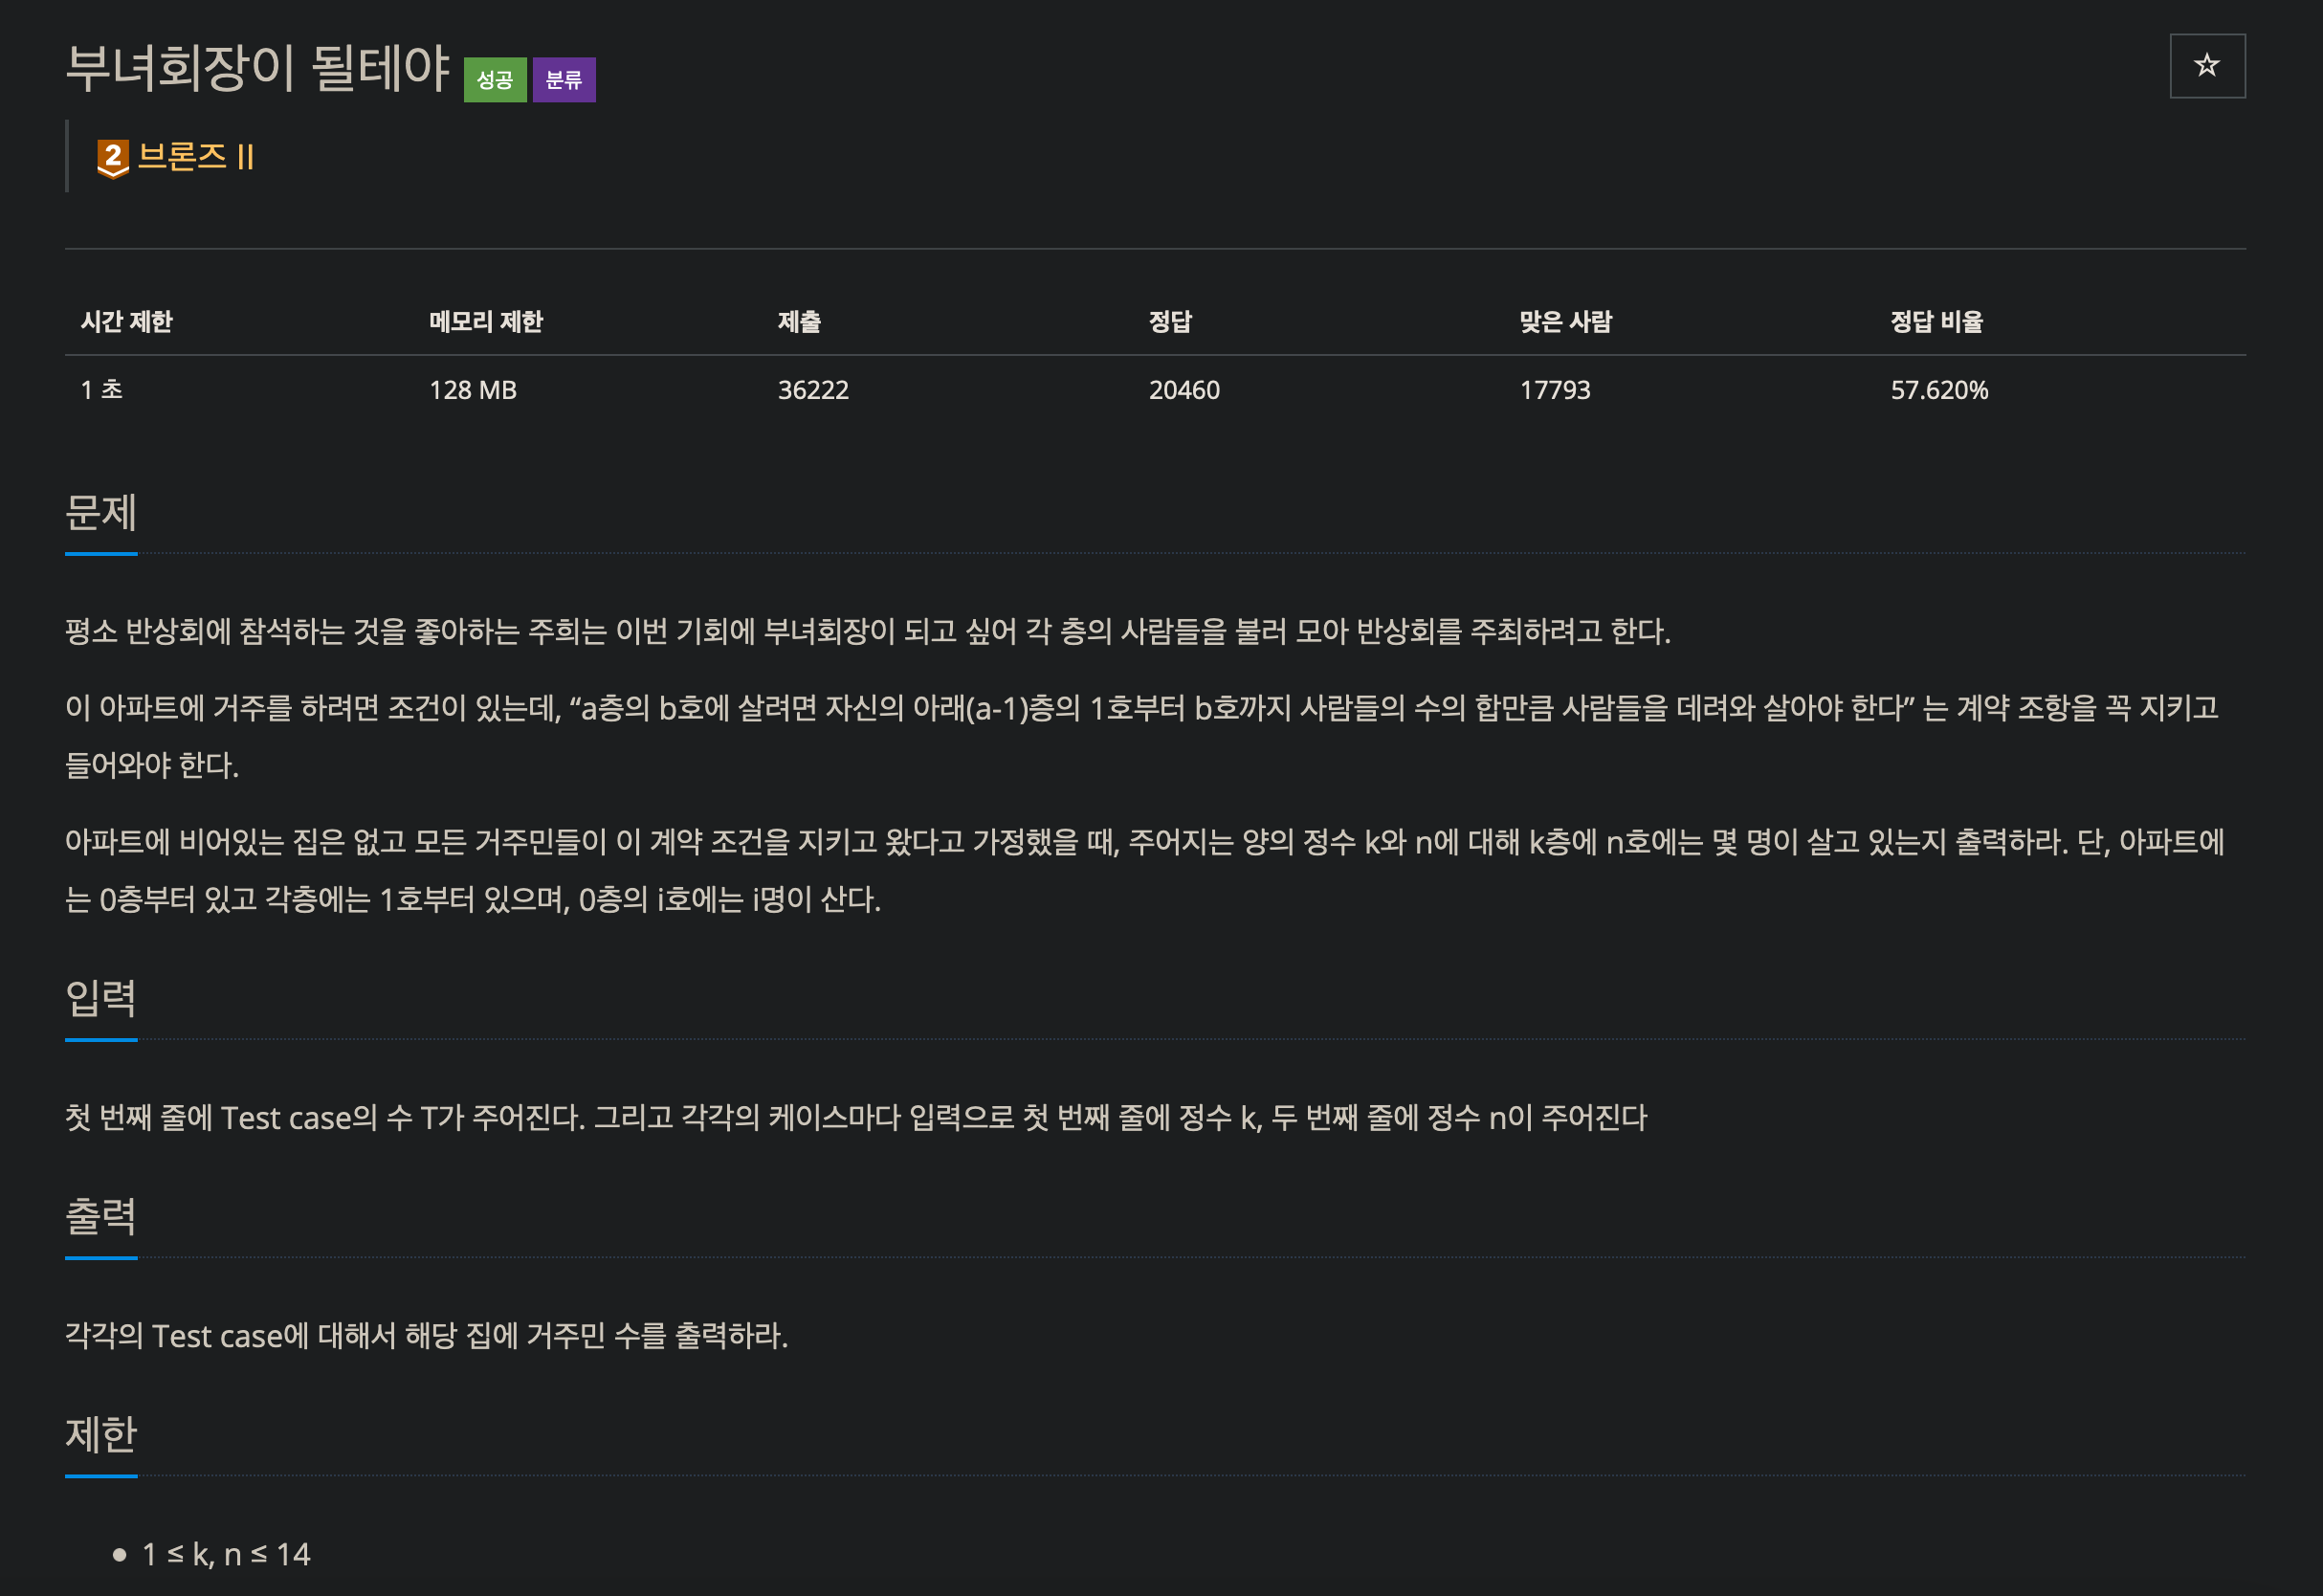 부녀회장이 될테야 성공 분류
2 브론즈 II
시간 제한 메모리 제한 제출 정답 맞은 사람 정답 비율
1 초 128 MB 36222 20460 17793 57.620%
문제
평소 반상회에 참석하는 것을 좋아하는 주희는 이번 기회에 부녀회장이 되고 싶어 각 층의 사람들을 불러 모아 반상회를 주최하려고 한다.
이 아파트에 거주를 하려면 조건이 있는데, “a층의 b호에 살려면 자신의 아래(a-1)층의 1호부터 b호까지 사람들의 수의 합만큼 사람들을 데려와 살아야 한다” 는 계약 조항을 꼭 지키고
들어와야 한다.
아파트에 비어있는 집은 없고 모든 거주민들이 이 계약 조건을 지키고 왔다고 가정했을 때, 주어지는 양의 정수 k와 n에 대해 k층에 n호에는 몇 명이 살고 있는지 출력하라. 단, 아파트에
는 0층부터 있고 각층에는 1호부터 있으며, 0층의 i호에는 i명이 산다.
입력
첫 번째 줄에 Test case의 수 T가 주어진다. 그리고 각각의 케이스마다 입력으로 첫 번째 줄에 정수 k, 두 번째 줄에 정수 n이 주어진다
출력
각각의 Test case에 대해서 해당 집에 거주민 수를 출력하라.
제한
● 1 ≤ k, n ≤ 14